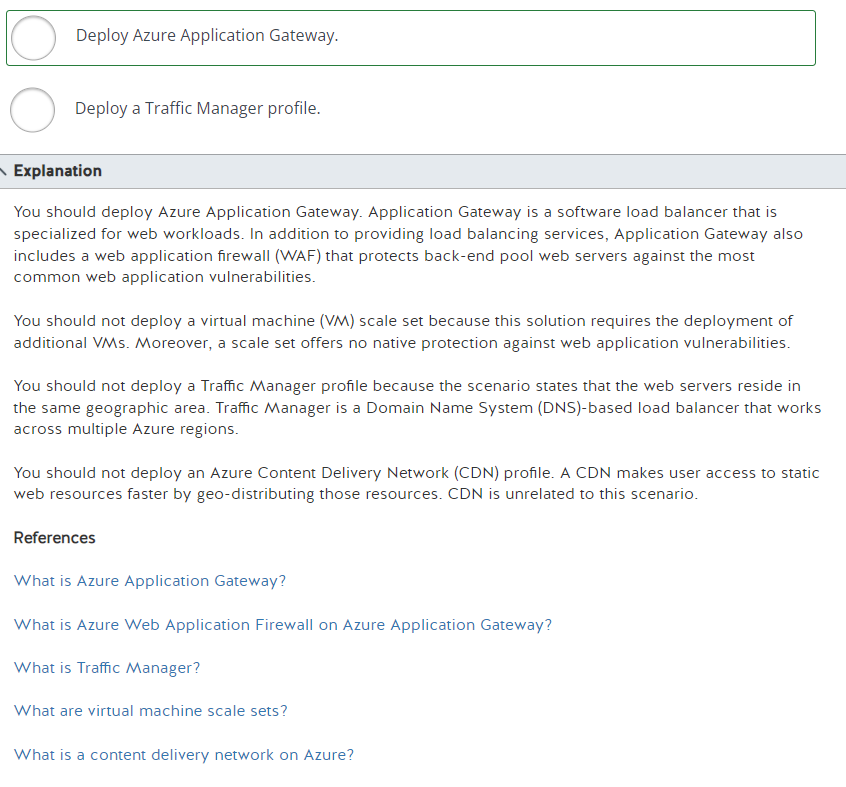 Deploy Azure Application Gateway.
Deploy a Traffic Manager profile.
Explanation
You should deploy Azure Application Gateway. Application Gateway is a software load balancer that is
specialized for web workloads. In addition to providing load balancing services, Application Gateway also
includes a web application firewall (WAF) that protects back-end pool web servers against the most
common web application vulnerabilities.
You should not deploy a virtual machine (VM) scale set because this solution requires the deployment of
additional VMs. Moreover, a scale set offers no native protection against web application vulnerabilities.
You should not deploy a Traffic Manager profile because the scenario states that the web servers reside in
the same geographic area. Traffic Manager is a Domain Name System (DNS)-based load balancer that works
across multiple Azure regions.
You should not deploy an Azure Content Delivery Network (CDN) profile. A CDN makes user access to static
web resources faster by geo-distributing those resources. CDN is unrelated to this scenario.
References
What is Azure Application Gateway?
What is Azure Web Application Firewall on Azure Application Gateway?
What is Traffic Manager?
What are virtual machine scale sets?
What is a content delivery network on Azure?